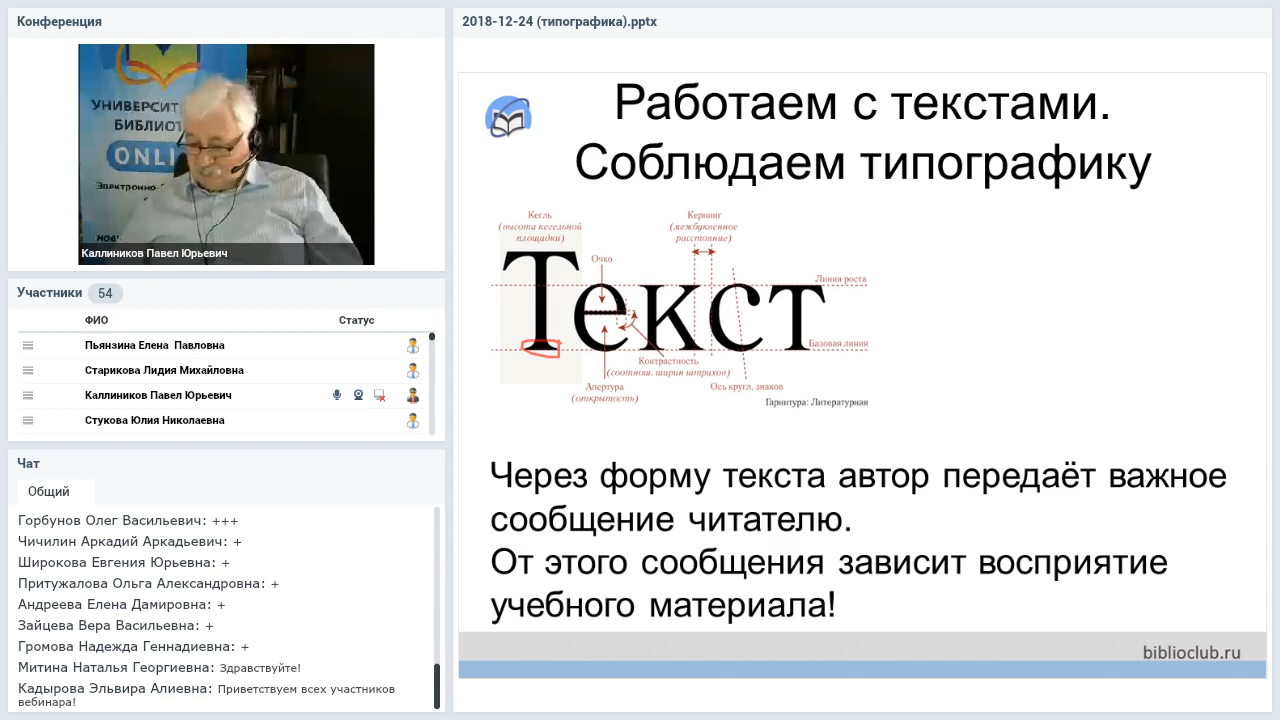 Конференция
УНИВЕРСИТ
БИБЛИОТ
ONLI
Каллиников Павел Юрьевич
Участники 54
ФИО Статус
Пьянзина Елена Павловна
Старикова Лидия Михайловна
Каллиников Павел Юрьевич
Стукова Юлия Николаевна
Чат
Общий
Горбунов Олег Васильевич: +++
Чичилин Аркадий Аркадьевич: +
Широкова Евгения Юрьевна: +
Притужалова Ольга Александровна: +
Андреева Елена Дамировна: +
Зайцева Вера Васильевна: +
Громова Надежда Геннадиевна: +
Митина Наталья Георгиевна: Здравствуйте!
Кадырова Эльвира Алиевна: Приветствуем всех участников
вебинара!
2018-12-24 (типографика).pptx
Работаем с текстами.
Соблюдаем типографику
Кегль
(высота кегельной
площадки)
Кернинг
(межбуквенное
расстояние)
Очко
Линия роста
Текст
Базовая линия
Контрастность
(соотнош. ширин штрихов)
Апертура
(открытость)
Ось кругл. знаков
Гарнитура: Литературная
Через форму текста автор передаёт важное
сообщение читателю.
От этого сообщения зависит восприятие
учебного материала!
biblioclub.ru